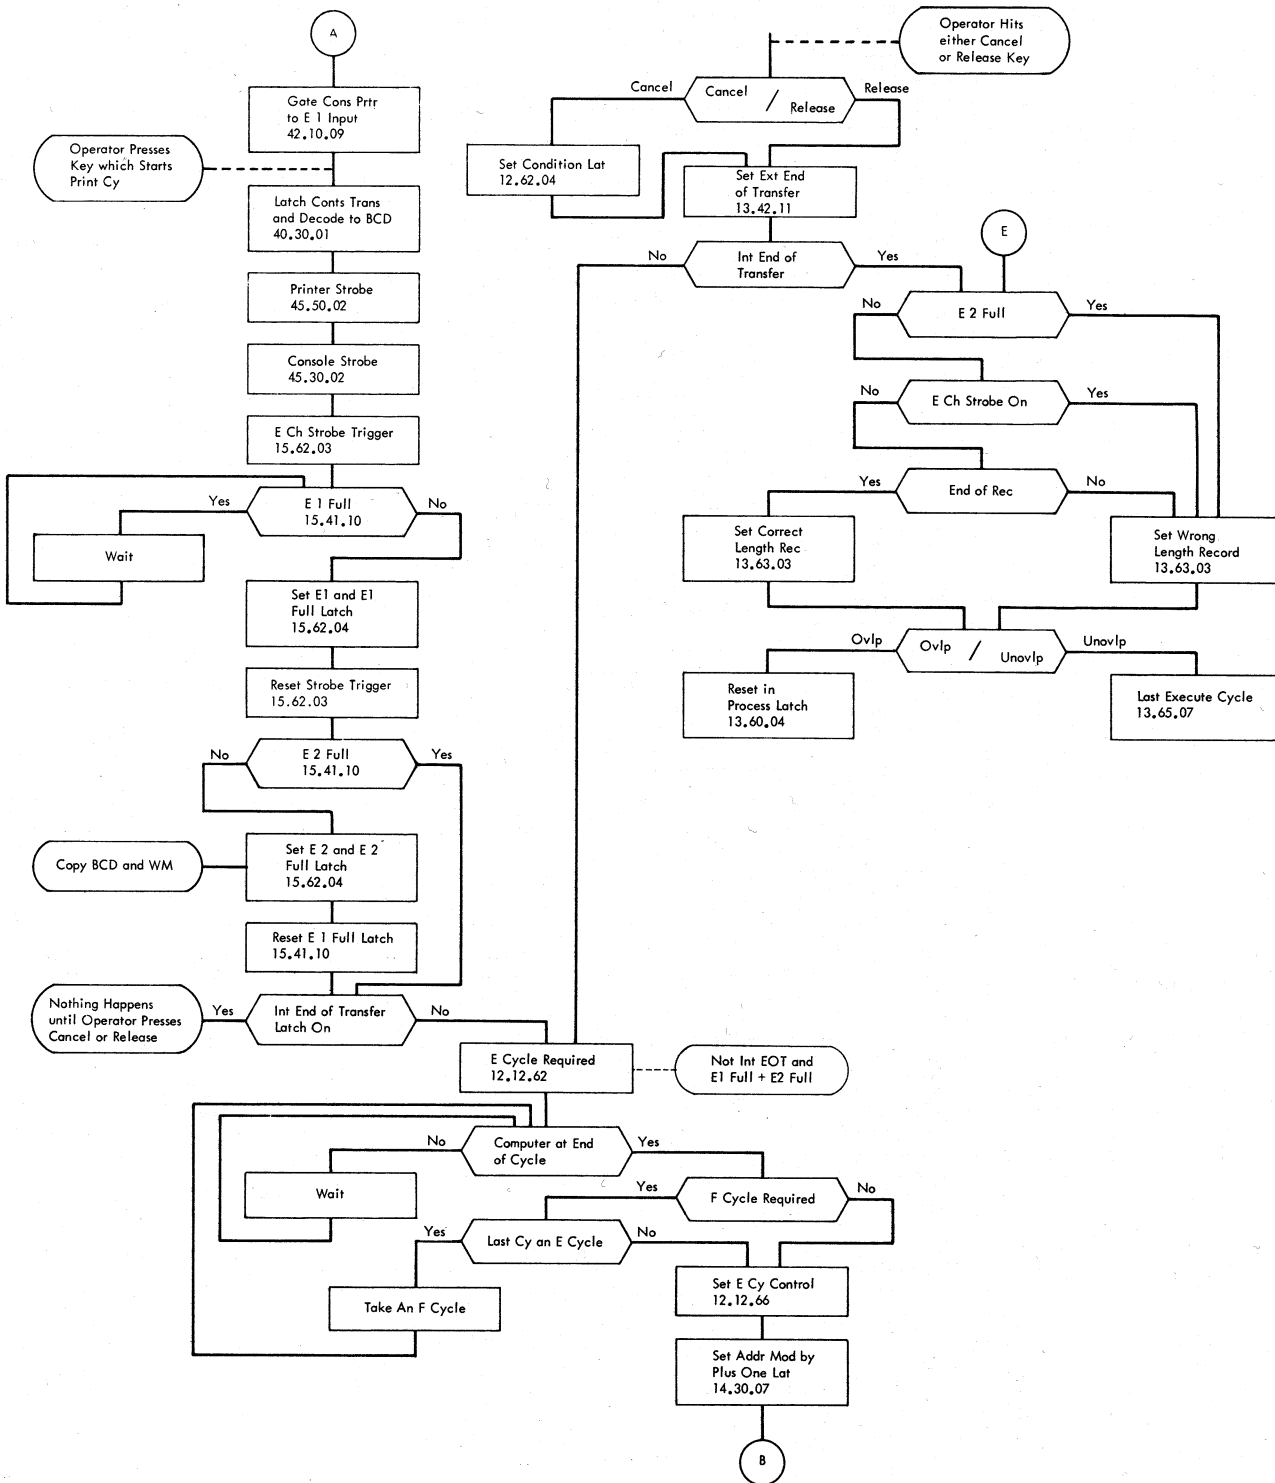 A
Gate Cons Prtr
to E 1 Input
42.10.09
Operator Presses
Key which Starts
Print Cy
Latch Conts Trans
and Decode to BCD
40.30.01
Printer Strobe
45.50.02
Console Strobe
45.30.02
E Ch Strobe Trigger
15.62.03
Yes
E 1 Full
15.41.10
No
Wait
Set E1 and E1
Full Latch
15.62.04
Reset Strobe Trigger
15.62.03
No
E 2 Full
15.41.10
Yes
Copy BCD and WM
Set E 2 and E 2
Full Latch
15.62.04
Reset E 1 Full Latch
15.41.10
Nothing Happens
until Operator Presses
Cancel or Release
Yes
Int End of Transfer
Latch On
No
Operator Hits
either Cancel
or Release Key
Cancel
Cancel
/
Release
Release
Set Condition Lat
12.62.04
Set Ext End
of Transfer
13.42.11
No
Int End of
Transfer
Yes
E
No
E 2 Full
Yes
No
E Ch Strobe On
Yes
Yes
End of Rec
No
Set Correct
Length Rec
13.63.03
Set Wrong
Length Record
13.63.03
Ovlp
Ovlp
/
Unovlp
Unovlp
Reset in
Process Latch
13.60.04
Last Execute Cycle
13.65.07
E Cycle Required
12.12.62
Not Int EOT and
E1 Full + E2 Full
No
Computer at End
of Cycle
Yes
Wait
Yes
F Cycle Required
No
Yes
Last Cy an E Cycle
No
Take An F Cycle
Set E Cy Control
12.12.66
Set Addr Mod by
Plus One Lat
14.30.07
B